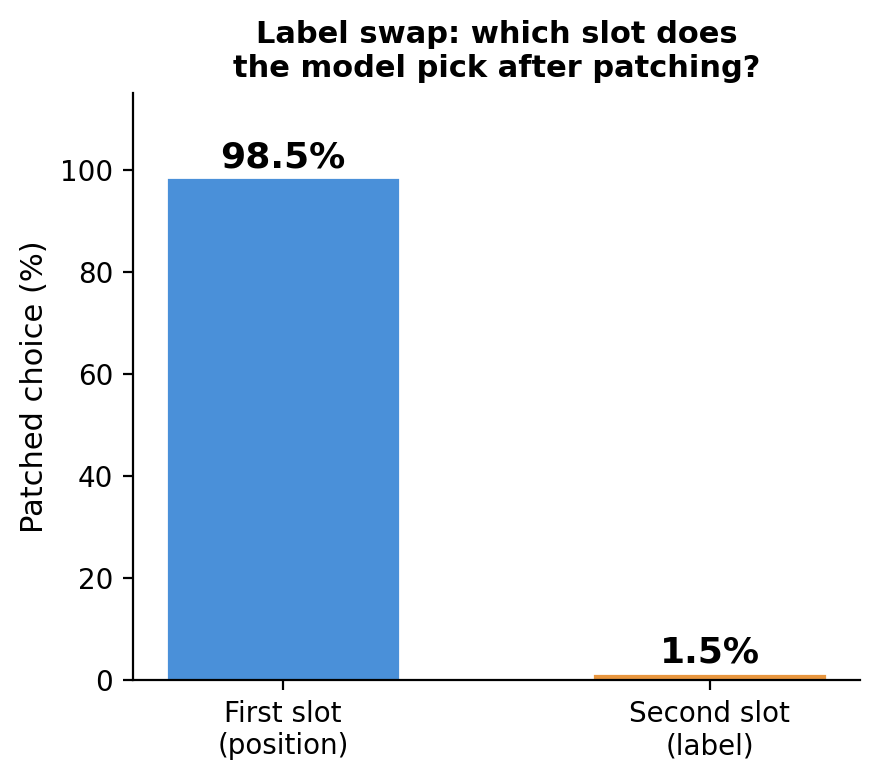 Label swap: which slot does
the model pick after patching?
Patched choice (%)
100
80
60
40
20
0
98.5%
1.5%
First slot
(position)
Second slot
(label)